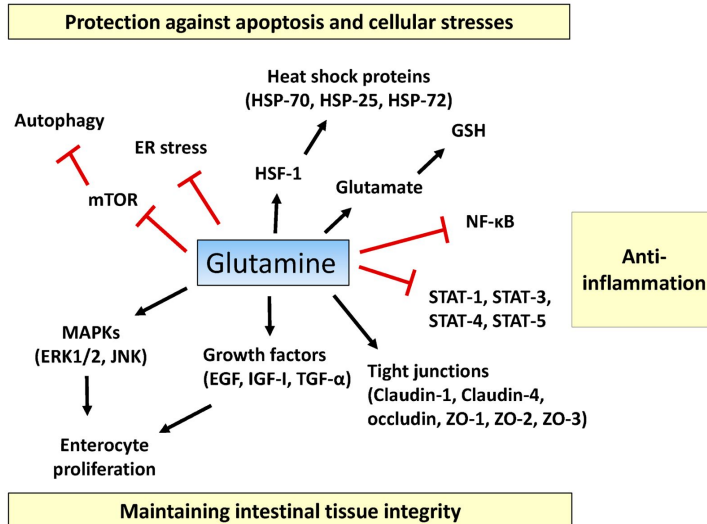 Protection against apoptosis and cellular stresses
Heat shock proteins
(HSP-70, HSP-25, HSP-72)
Autophagy
GSH
ER stress
HSF-1
Glutamate
mTOR
NF-κB
Glutamine
Anti-
inflammation
STAT-1, STAT-3,
STAT-4, STAT-5
MAPKs
(ERK1/2, JNK)
Growth factors
(EGF, IGF-I, TGF-α)
Tight junctions
(Claudin-1, Claudin-4,
occludin, ZO-1, ZO-2, ZO-3)
Enterocyte
proliferation
Maintaining intestinal tissue integrity